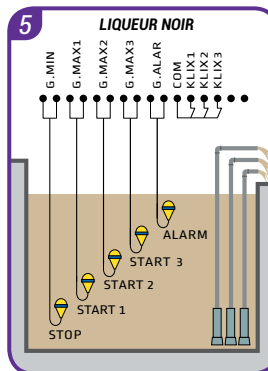 5
LIQUEUR NOIR
G.MIN
G.MAX1
G.MAX2
G.MAX3
G.ALAR
COM
KLIX1
KLIX2
KLIX3
ALARM
START 3
START 2
START 1
STOP